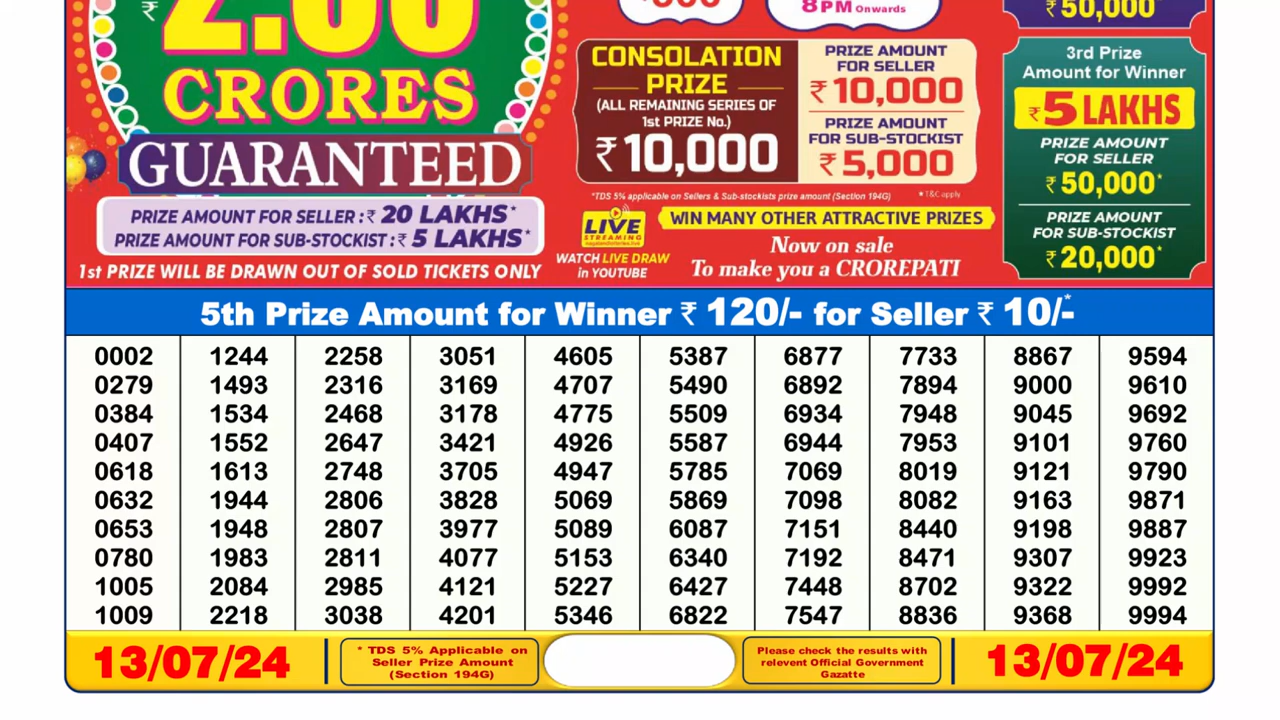 ₹ 2.00
CRORES
GUARANTEED
PRIZE AMOUNT FOR SELLER :₹ 20 LAKHS*
PRIZE AMOUNT FOR SUB-STOCKIST :₹ 5 LAKHS*
1st PRIZE WILL BE DRAWN OUT OF SOLD TICKETS ONLY
8PM Onwards
CONSOLATION
PRIZE
(ALL REMAINING SERIES OF
1st PRIZE No.)
₹10,000
PRIZE AMOUNT
FOR SELLER
₹10,000
PRIZE AMOUNT
FOR SUB-STOCKIST
₹5,000
*TDS 5% applicable on Sellers & Sub-stockists prize amount (Section 194G)
*T&C apply
LIVE
STREAMING
WATCH LIVE DRAW
in YOUTUBE
WIN MANY OTHER ATTRACTIVE PRIZES
Now on sale
To make you a CROREPATI
₹50,000*
3rd Prize
Amount for Winner
₹5 LAKHS
PRIZE AMOUNT
FOR SELLER
₹50,000*
PRIZE AMOUNT
FOR SUB-STOCKIST
₹20,000*
5th Prize Amount for Winner ₹ 120/- for Seller ₹ 10/-*
0002 1244 2258 3051 4605 5387 6877 7733 8867 9594
0279 1493 2316 3169 4707 5490 6892 7894 9000 9610
0384 1534 2468 3178 4775 5509 6934 7948 9045 9692
0407 1552 2647 3421 4926 5587 6944 7953 9101 9760
0618 1613 2748 3705 4947 5785 7069 8019 9121 9790
0632 1944 2806 3828 5069 5869 7098 8082 9163 9871
0653 1948 2807 3977 5089 6087 7151 8440 9198 9887
0780 1983 2811 4077 5153 6340 7192 8471 9307 9923
1005 2084 2985 4121 5227 6427 7448 8702 9322 9992
1009 2218 3038 4201 5346 6822 7547 8836 9368 9994
13/07/24
* TDS 5% Applicable on
Seller Prize Amount
(Section 194G)
Please check the results with
relevent Official Government
Gazatte
13/07/24